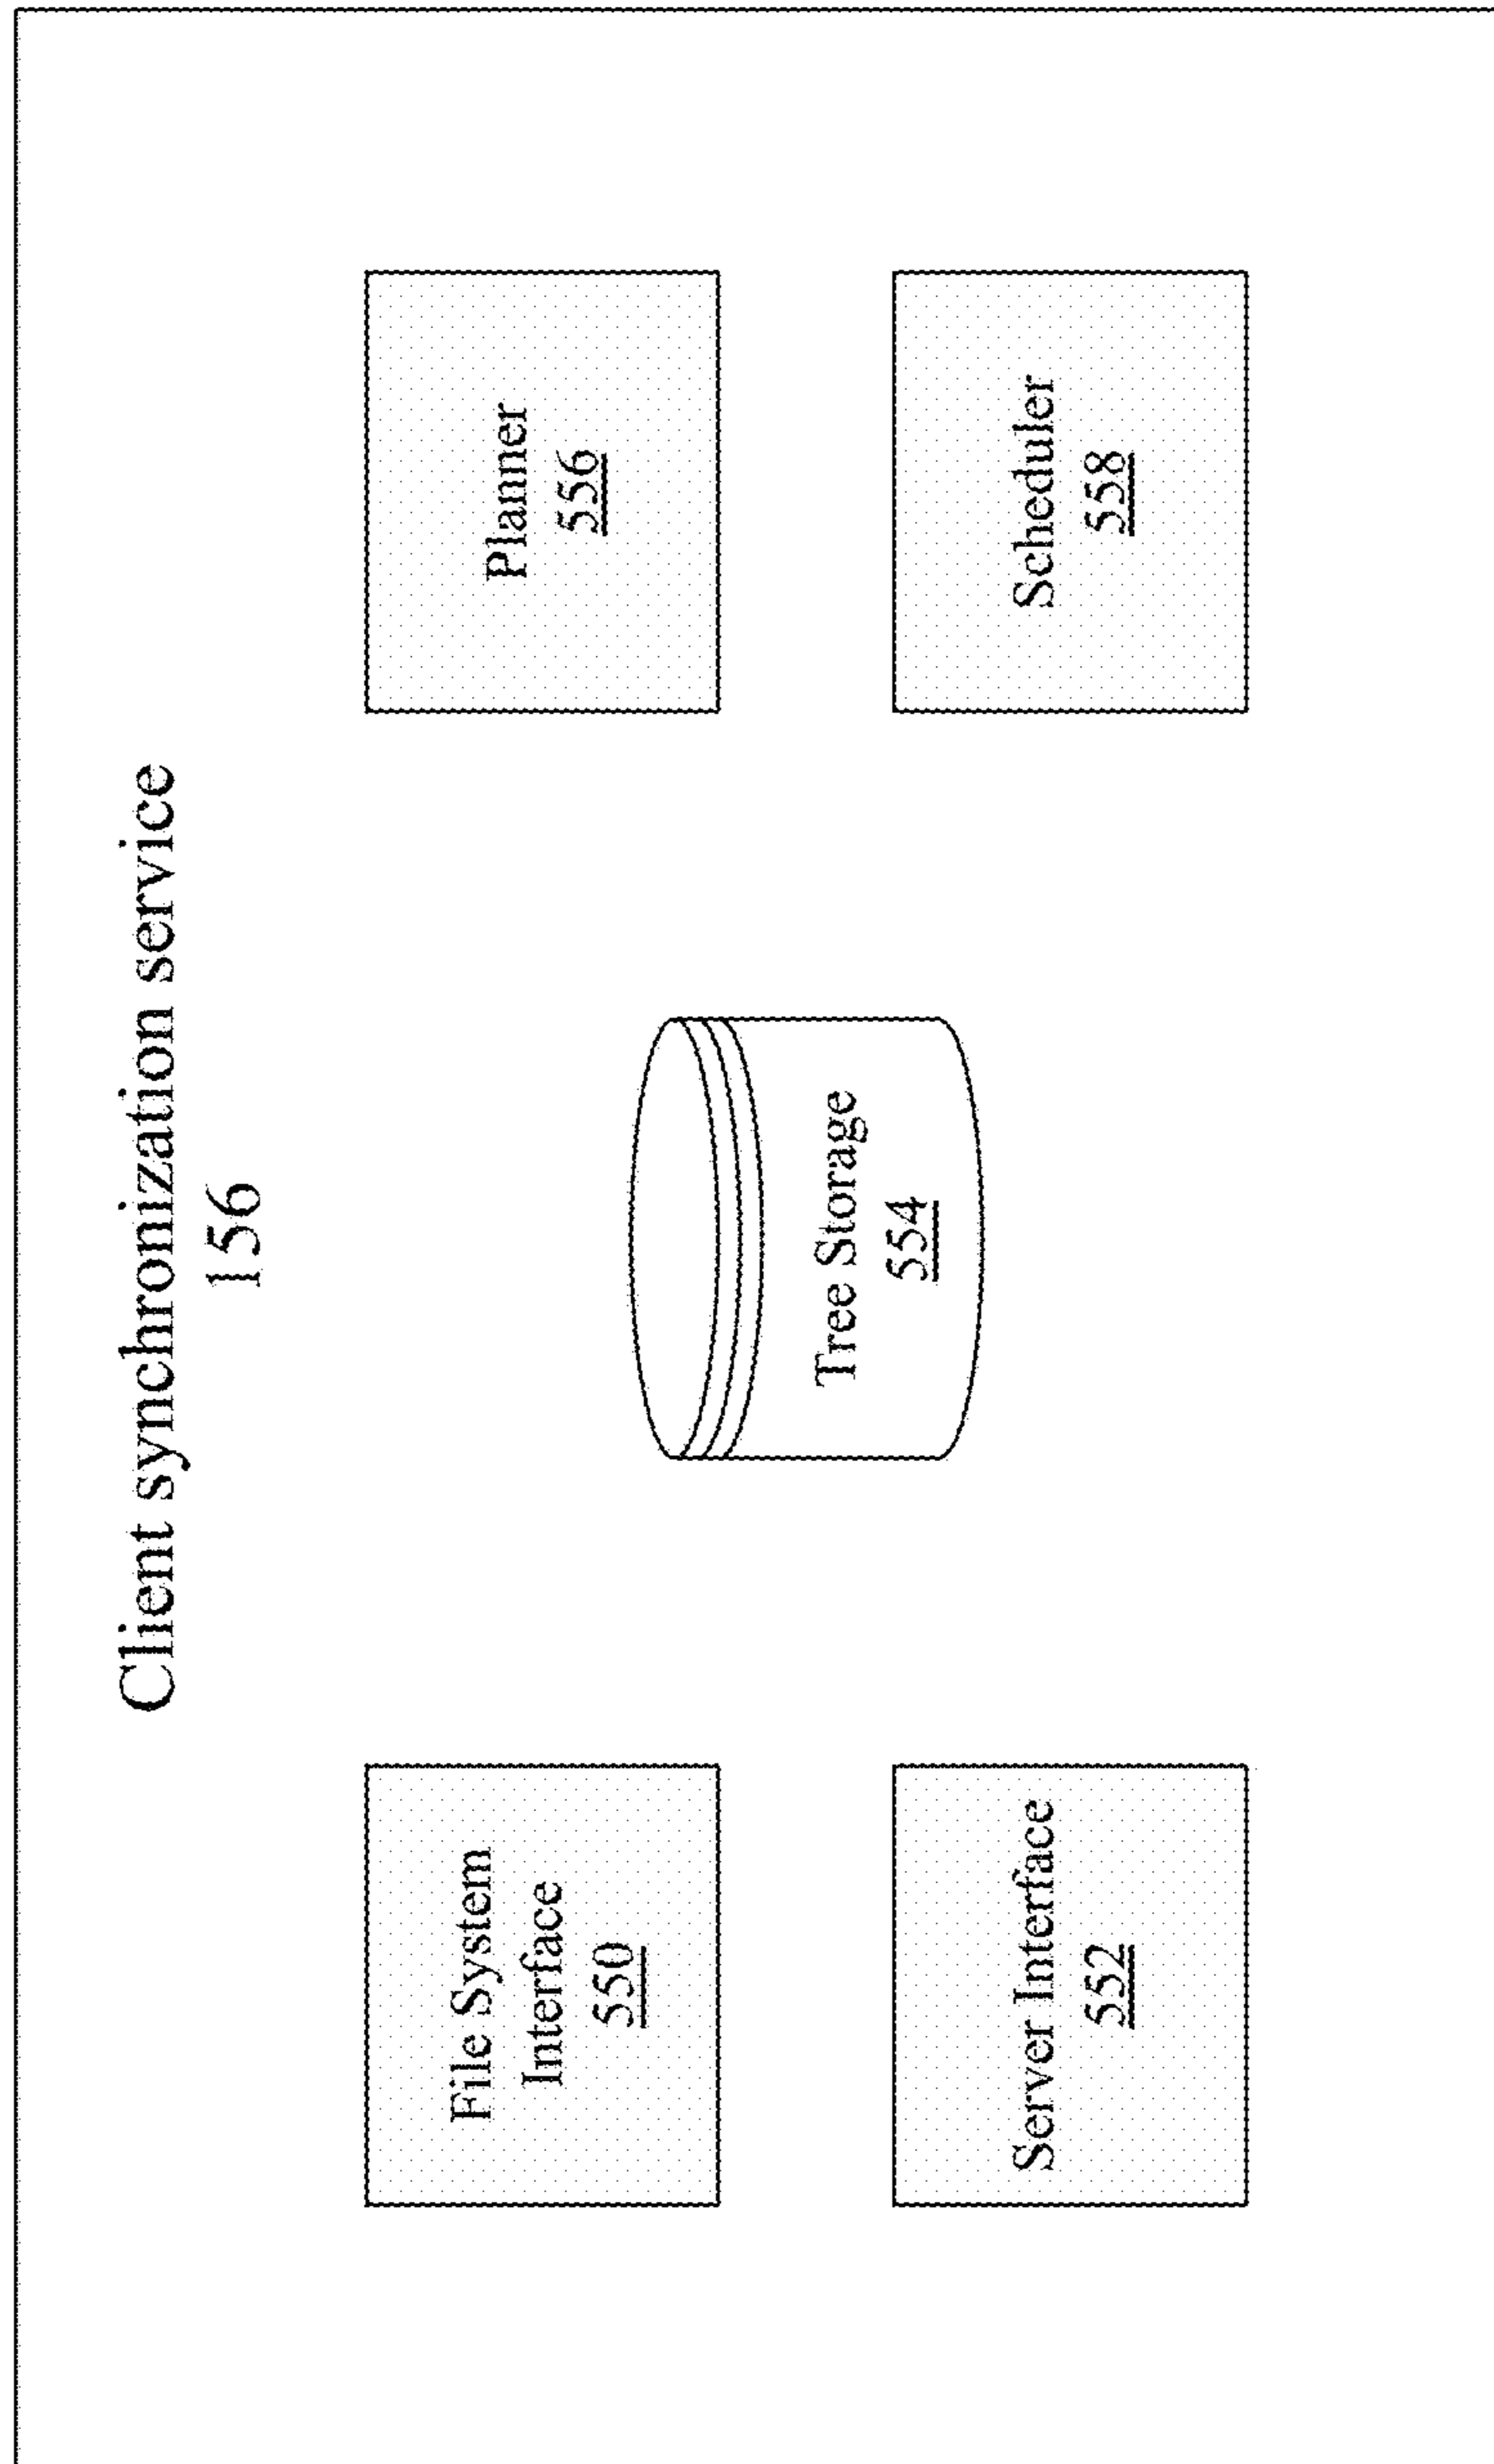 Client synchronization service
156
File System
Interface
550
Server Interface
552
Tree Storage
554
Planner
556
Scheduler
558